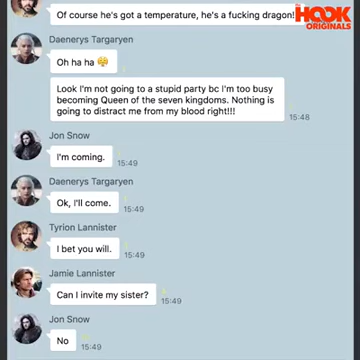 THE
HOOK
ORIGINALS
Of course he's got a temperature, he's a fucking dragon!
Daenerys Targaryen
Oh ha ha 😤
Look I'm not going to a stupid party bc I'm too busy
becoming Queen of the seven kingdoms. Nothing is
going to distract me from my blood right!!!
15:48
Jon Snow
I'm coming.
15:49
Daenerys Targaryen
Ok, I'll come.
15:49
Tyrion Lannister
I bet you will.
15:49
Jamie Lannister
Can I invite my sister?
15:49
Jon Snow
No
15:49